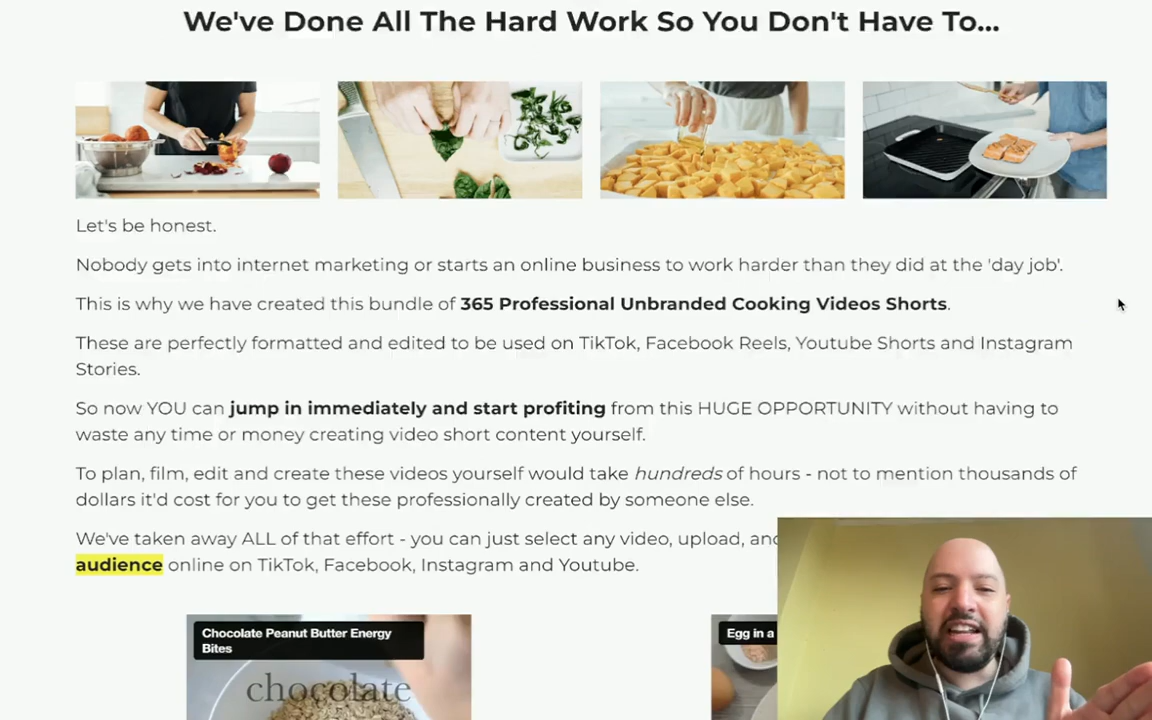 We've Done All The Hard Work So You Don't Have To...
Let's be honest.
Nobody gets into internet marketing or starts an online business to work harder than they did at the 'day job'.
This is why we have created this bundle of 365 Professional Unbranded Cooking Videos Shorts.
These are perfectly formatted and edited to be used on TikTok, Facebook Reels, Youtube Shorts and Instagram
Stories.
So now YOU can jump in immediately and start profiting from this HUGE OPPORTUNITY without having to
waste any time or money creating video short content yourself.
To plan, film, edit and create these videos yourself would take hundreds of hours - not to mention thousands of
dollars it'd cost for you to get these professionally created by someone else.
We've taken away ALL of that effort - you can just select any video, upload, and
audience online on TikTok, Facebook, Instagram and Youtube.
Chocolate Peanut Butter Energy
Bites
Egg in a
chocolate